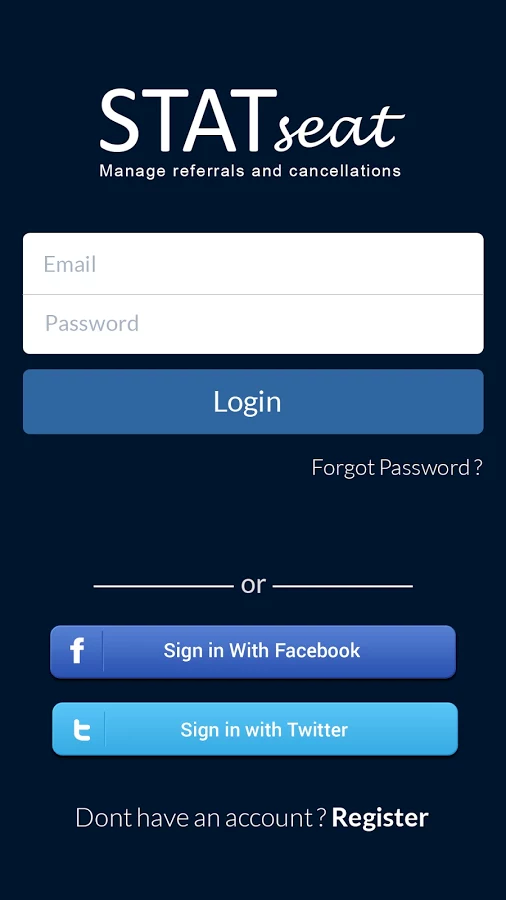 STATseat
Manage referrals and cancellations
Email
Password
Login
Forgot Password ?
or
f Sign in With Facebook
t Sign in with Twitter
Dont have an account ? Register